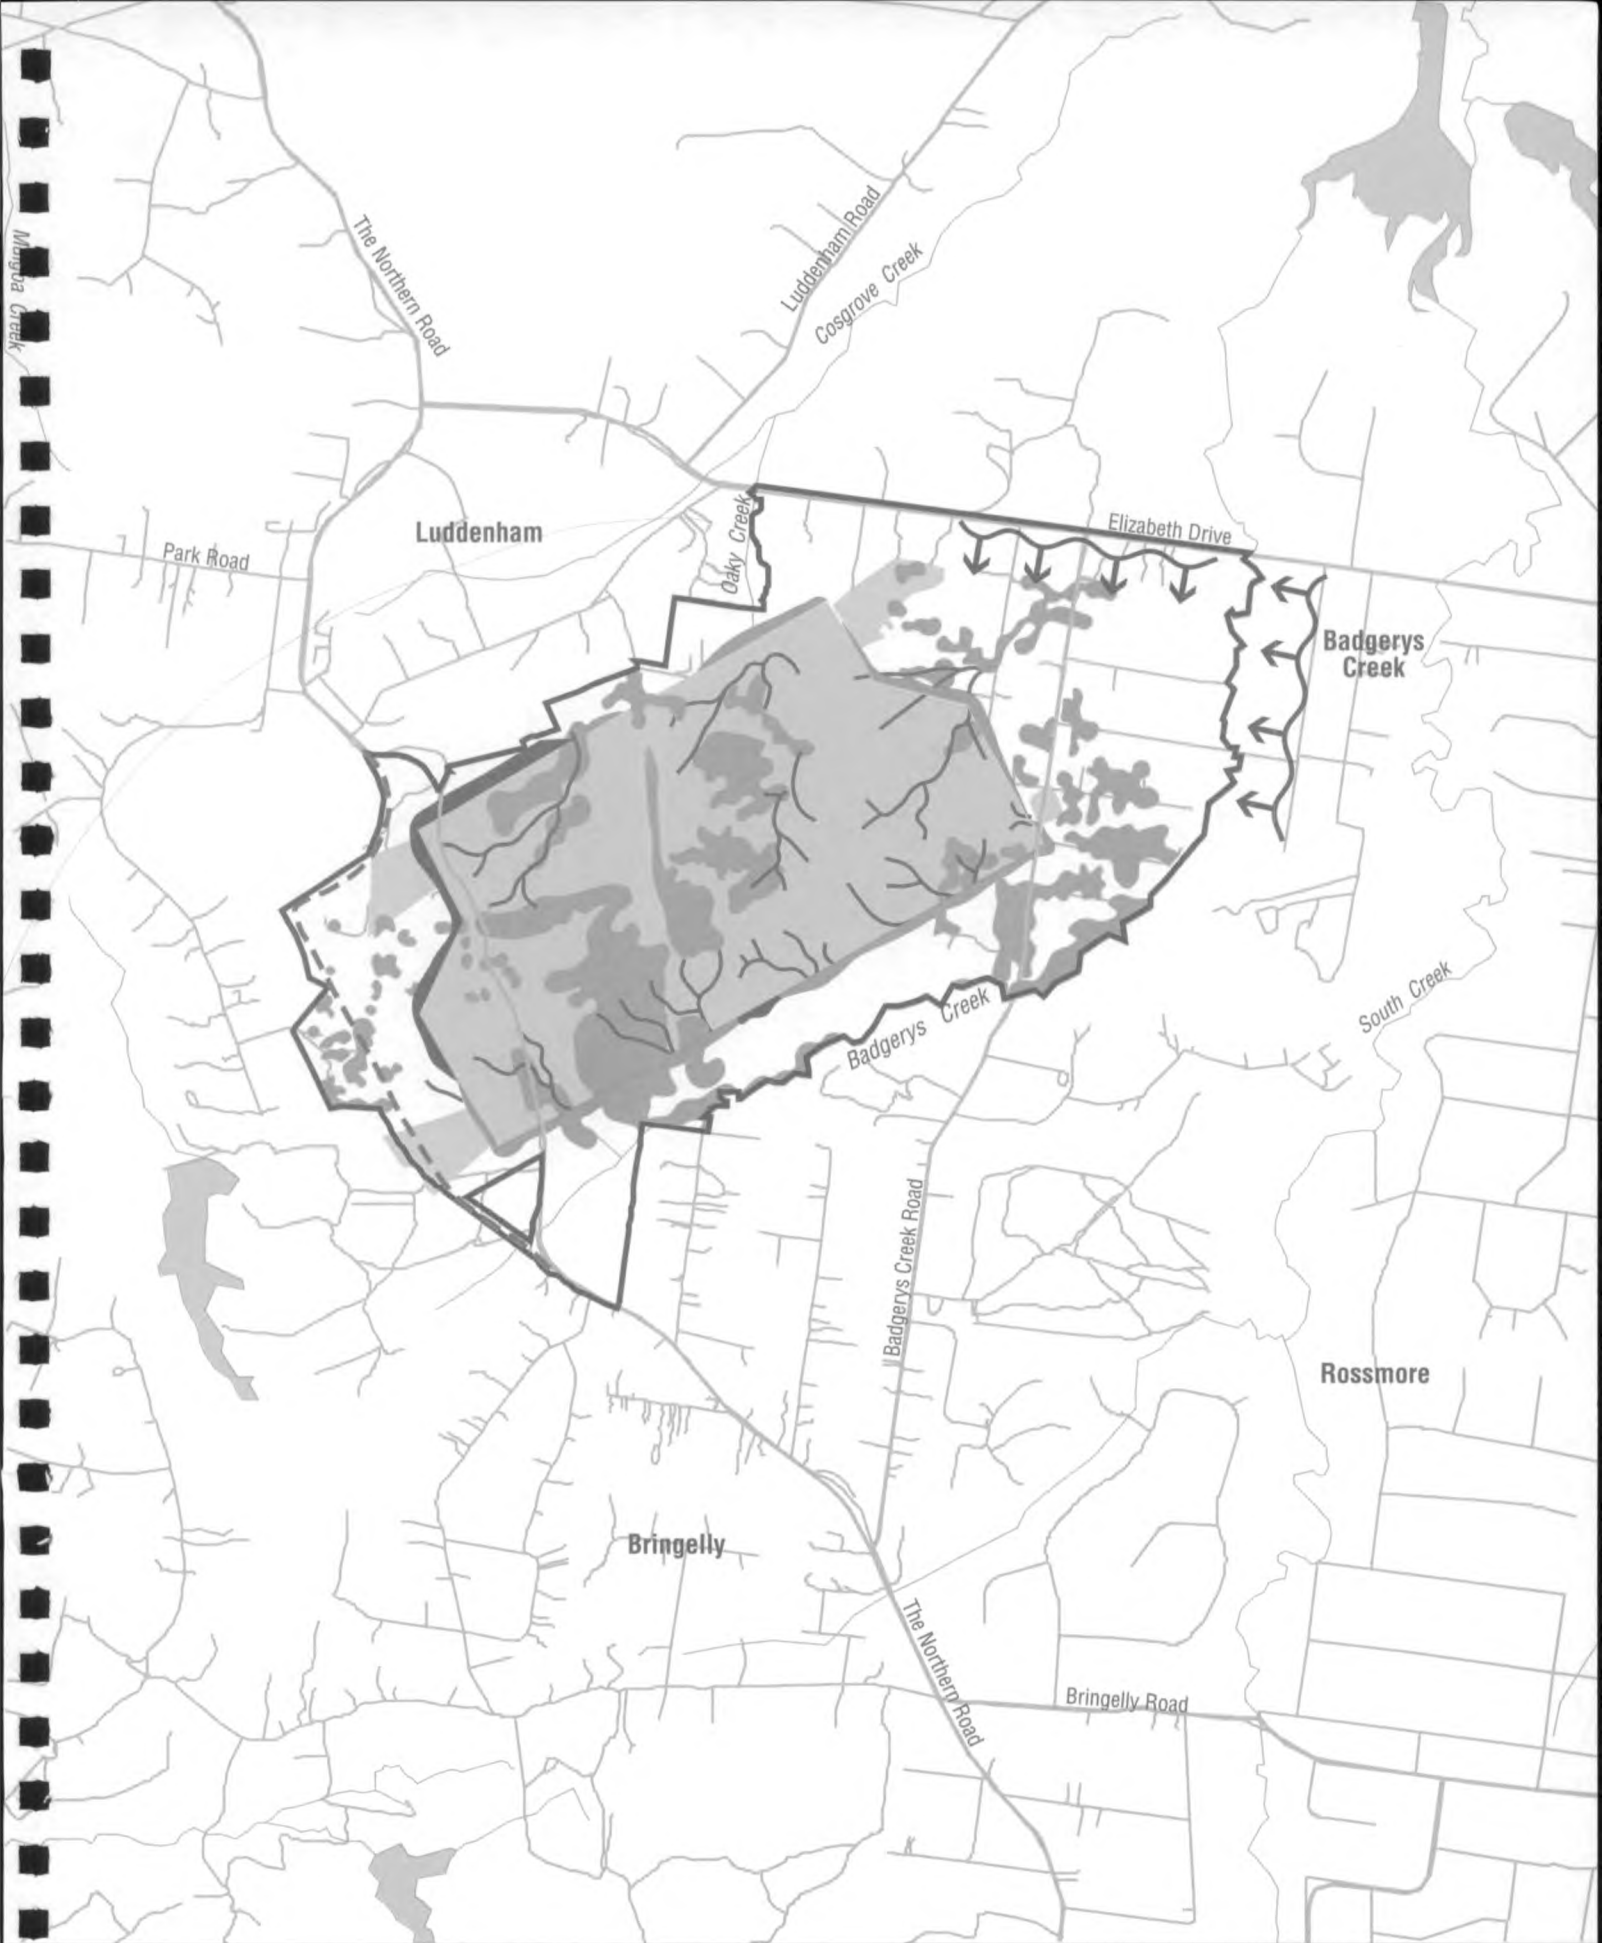 The Northern Road
Luddenham Road
Cosgrove Creek
Mulgoa Creek
Luddenham
Oaky Creek
Elizabeth Drive
Park Road
Badgerys
Creek
Badgerys Creek
South Creek
Badgerys Creek Road
Rossmore
Bringelly
The Northern Road
Bringelly Road